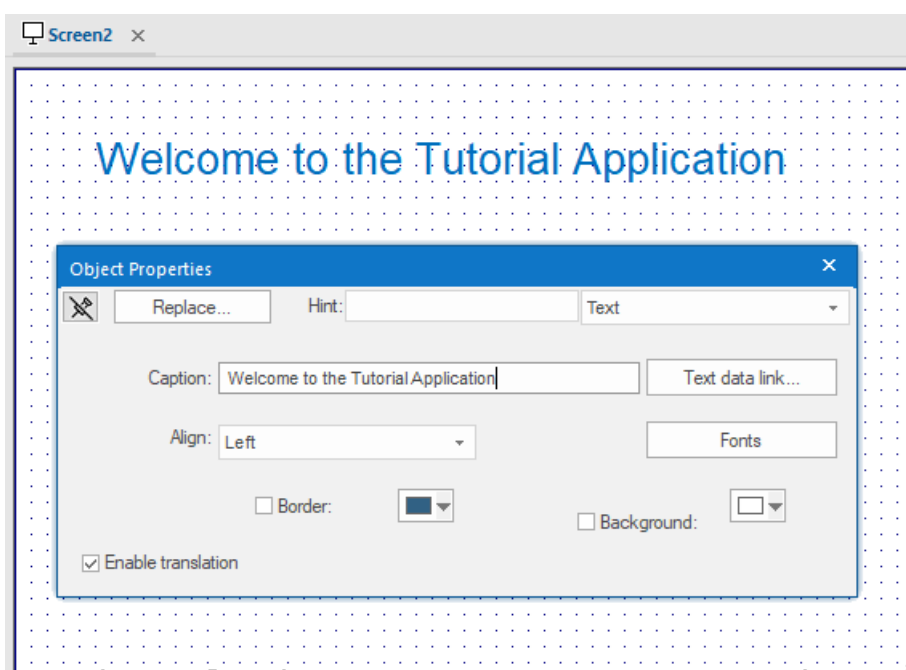 Screen2
Welcome to the Tutorial Application
Object Properties
Replace... Hint: Text
Caption: Welcome to the Tutorial Application Text data link...
Align: Left Fonts
Border: Background:
Enable translation